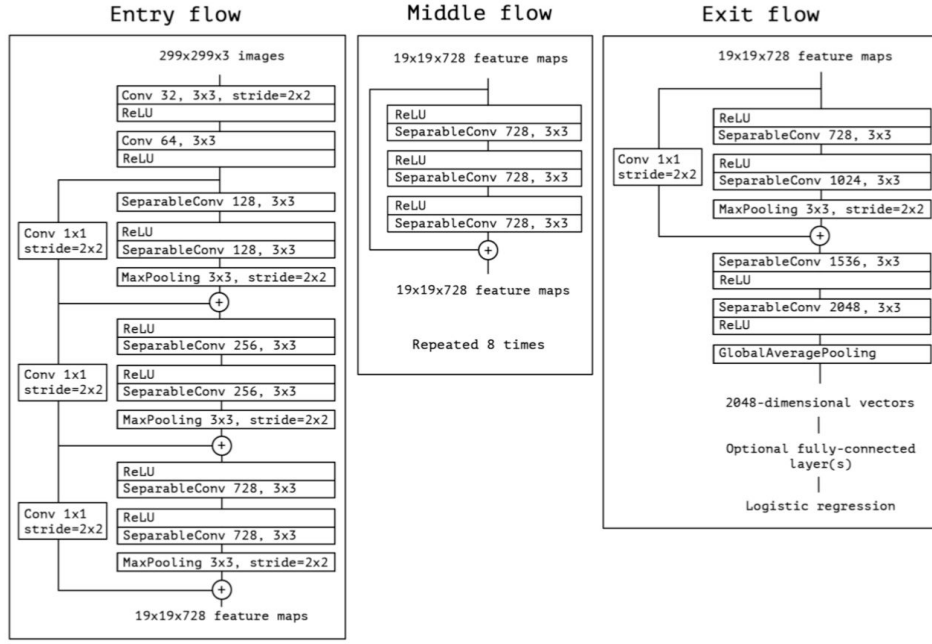 Entry flow
299x299x3 images
Conv 32, 3x3, stride=2x2
ReLU
Conv 64, 3x3
ReLU
SeparableConv 128, 3x3
Conv 1x1
stride=2x2
ReLU
SeparableConv 128, 3x3
MaxPooling 3x3, stride=2x2
+
ReLU
SeparableConv 256, 3x3
Conv 1x1
stride=2x2
ReLU
SeparableConv 256, 3x3
MaxPooling 3x3, stride=2x2
+
ReLU
SeparableConv 728, 3x3
Conv 1x1
stride=2x2
ReLU
SeparableConv 728, 3x3
MaxPooling 3x3, stride=2x2
+
19x19x728 feature maps
Middle flow
19x19x728 feature maps
ReLU
SeparableConv 728, 3x3
ReLU
SeparableConv 728, 3x3
ReLU
SeparableConv 728, 3x3
+
19x19x728 feature maps
Repeated 8 times
Exit flow
19x19x728 feature maps
ReLU
SeparableConv 728, 3x3
Conv 1x1
stride=2x2
ReLU
SeparableConv 1024, 3x3
MaxPooling 3x3, stride=2x2
+
SeparableConv 1536, 3x3
ReLU
SeparableConv 2048, 3x3
ReLU
GlobalAveragePooling
2048-dimensional vectors
Optional fully-connected
layer(s)
Logistic regression